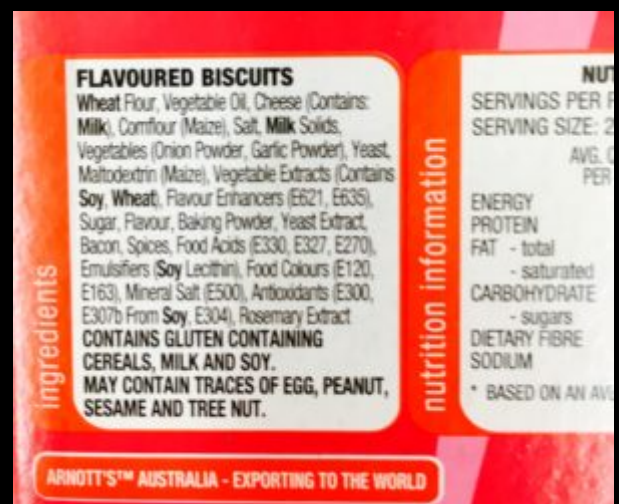 FLAVOURED BISCUITS
Wheat Flour, Vegetable Oil, Cheese (Contains:
Milk), Cornflour (Maize), Salt, Milk Solids,
Vegetables (Onion Powder, Garlic Powder), Yeast,
Maltodextrin (Maize), Vegetable Extracts (Contains
Soy, Wheat), Flavour Enhancers (E621, E635),
Sugar, Flavour, Baking Powder, Yeast Extract,
Bacon, Spices, Food Acids (E330, E327, E270),
Emulsifiers (Soy Lecithin), Food Colours (E120,
E163), Mineral Salt (E500), Antioxidants (E300,
E307b From Soy, E304), Rosemary Extract
CONTAINS GLUTEN CONTAINING
CEREALS, MILK AND SOY.
MAY CONTAIN TRACES OF EGG, PEANUT,
SESAME AND TREE NUT.
ingredients
ARNOTT'S™ AUSTRALIA - EXPORTING TO THE WORLD
nutrition information
NUT
SERVINGS PER P
SERVING SIZE: 2
AVG. Q
PER
ENERGY
PROTEIN
FAT - total
- saturated
CARBOHYDRATE
- sugars
DIETARY FIBRE
SODIUM
* BASED ON AN AVE